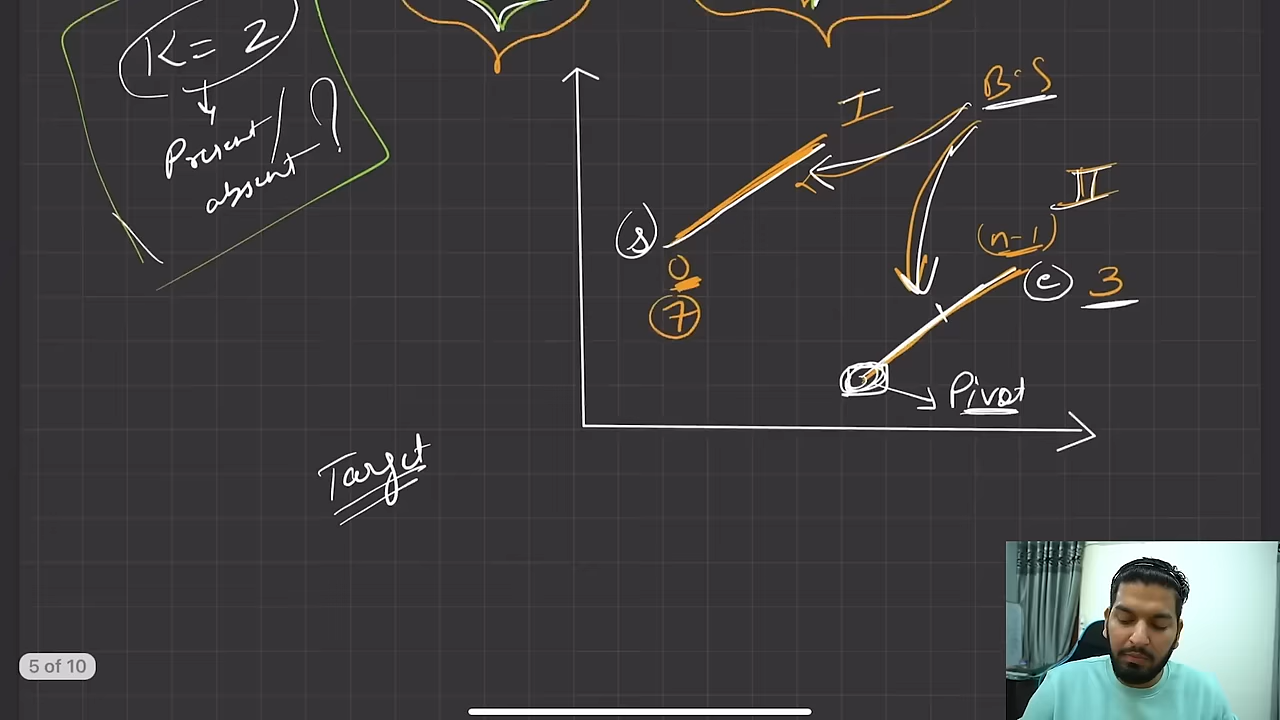 K = 2
Present/
absent ?
B.S
I
II
(s)
0
7
(n-1)
(e) 3
Pivot
Target
5 of 10